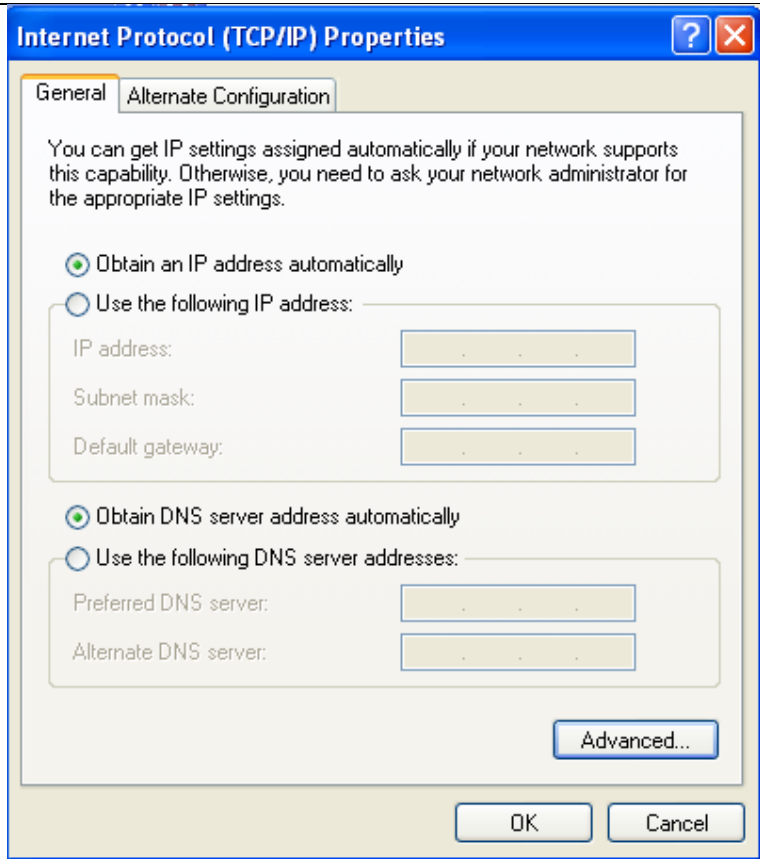 Internet Protocol (TCP/IP) Properties
General
Alternate Configuration
You can get IP settings assigned automatically if your network supports
this capability. Otherwise, you need to ask your network administrator for
the appropriate IP settings.
Obtain an IP address automatically
Use the following IP address:
IP address:
Subnet mask:
Default gateway:
Obtain DNS server address automatically
Use the following DNS server addresses:
Preferred DNS server:
Alternate DNS server:
Advanced...
OK
Cancel